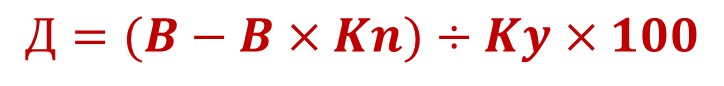 Д = (В − В × Кп) ÷ Ку × 100